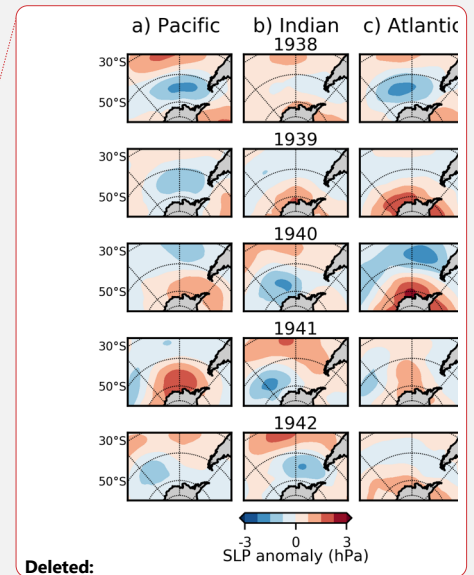 a) Pacific b) Indian c) Atlantic
1938
30°S
50°S
1939
30°S
50°S
1940
30°S
50°S
1941
30°S
50°S
1942
30°S
50°S
-3 0 3
SLP anomaly (hPa)
Deleted: